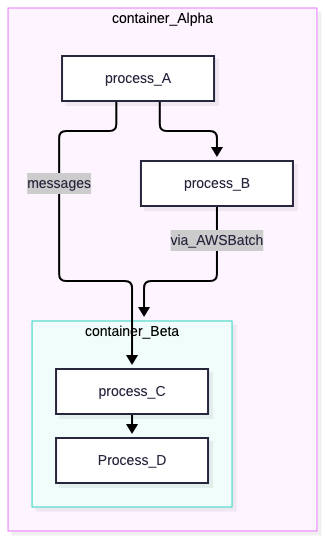 container_Alpha
process_A
process_B
messages
via_AWSBatch
container_Beta
process_C
Process_D